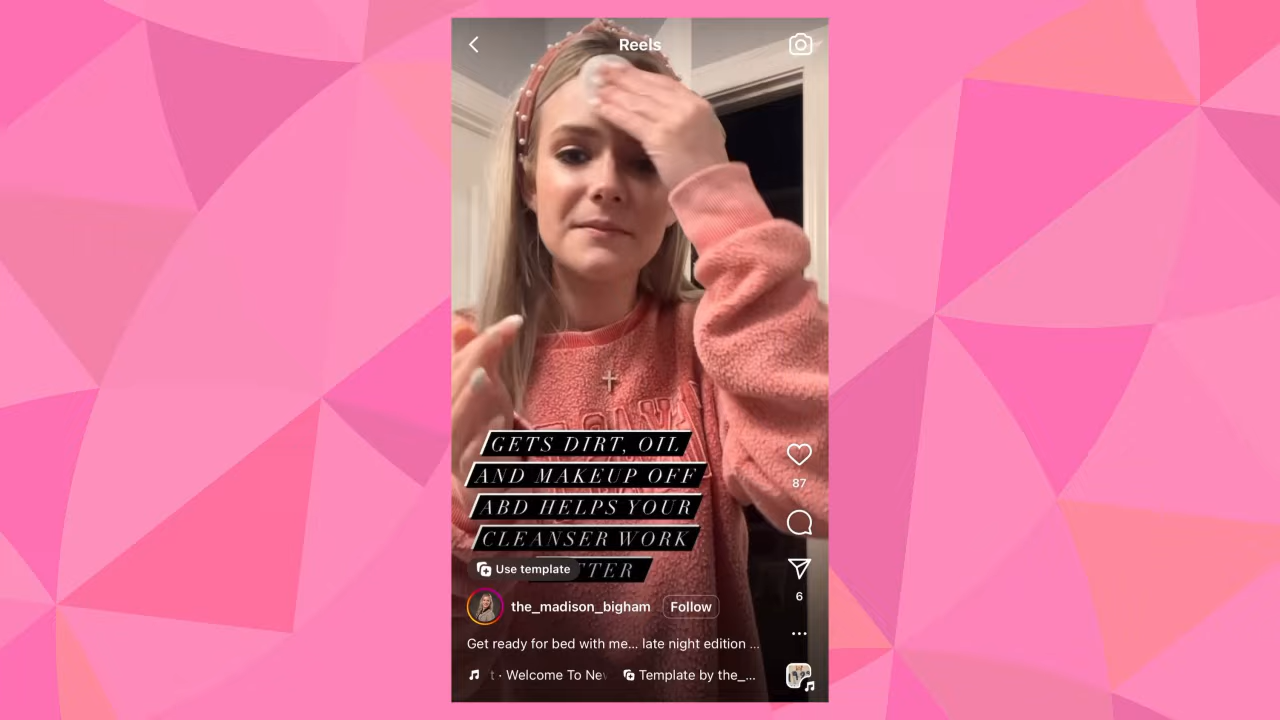 Reels
GETS DIRT, OIL
AND MAKEUP OFF
ABD HELPS YOUR
CLEANSER WORK
TTER
Use template
87
6
the_madison_bigham Follow
Get ready for bed with me... late night edition ...
t · Welcome To Ne
Template by the_...